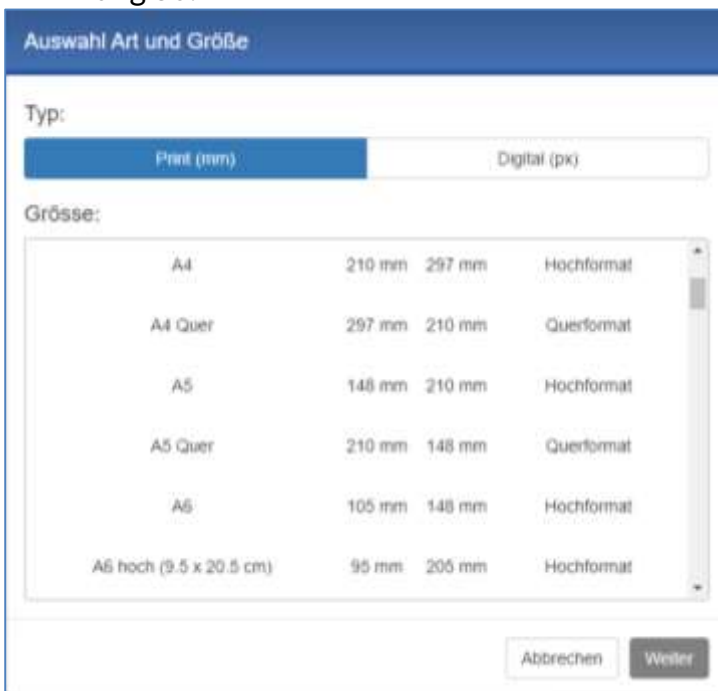 Auswahl Art und Größe
Typ:
Print (mm) Digital (px)
Grösse:
A4 210 mm 297 mm Hochformat
A4 Quer 297 mm 210 mm Querformat
A5 148 mm 210 mm Hochformat
A5 Quer 210 mm 148 mm Querformat
A6 105 mm 148 mm Hochformat
A6 hoch (9.5 x 20.5 cm) 95 mm 205 mm Hochformat
Abbrechen Weiter